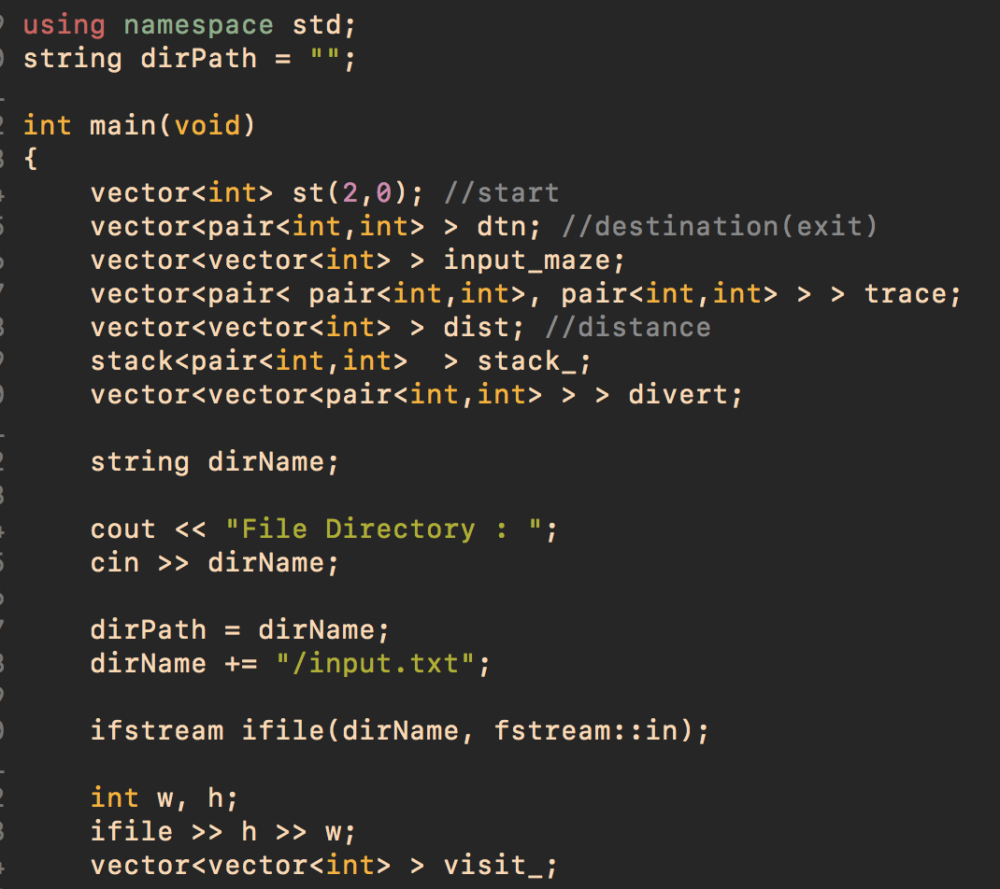 using namespace std;
string dirPath = "";
int main(void)
{
    vector<int> st(2,0); //start
    vector<pair<int,int> > dtn; //destination(exit)
    vector<vector<int> > input_maze;
    vector<pair< pair<int,int>, pair<int,int> > > trace;
    vector<vector<int> > dist; //distance
    stack<pair<int,int>  > stack_;
    vector<vector<pair<int,int> > > divert;
    string dirName;
    cout << "File Directory : ";
    cin >> dirName;
    dirPath = dirName;
    dirName += "/input.txt";
    ifstream ifile(dirName, fstream::in);
    int w, h;
    ifile >> h >> w;
    vector<vector<int> > visit_;